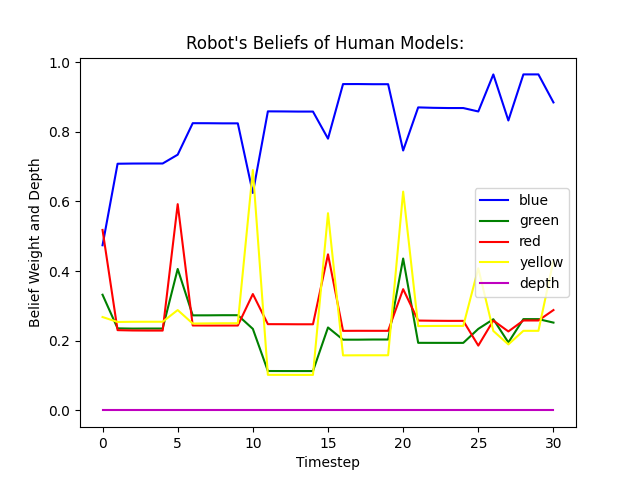 Robot's Beliefs of Human Models:
Belief Weight and Depth
1.0
0.8
0.6
0.4
0.2
0.0
blue
green
red
yellow
depth
0 5 10 15 20 25 30
Timestep